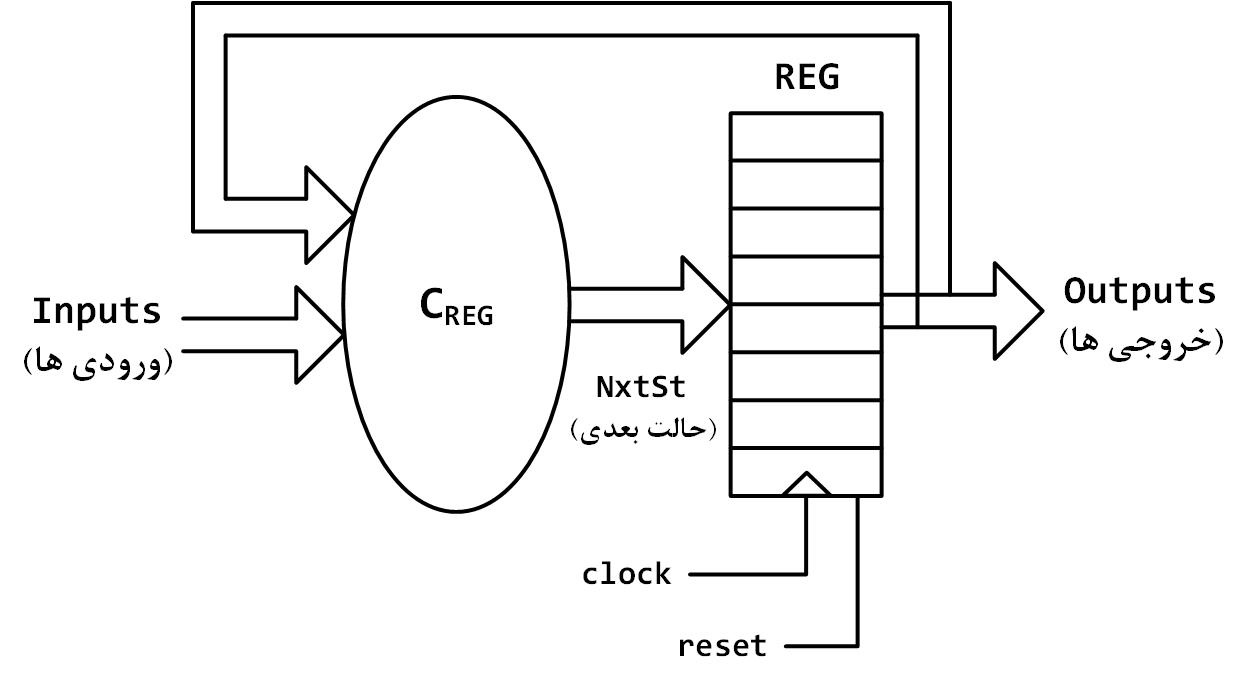 REG
Inputs
(ورودی ها)
CREG
NxtSt
(حالت بعدی)
Outputs
(خروجی ها)
clock
reset